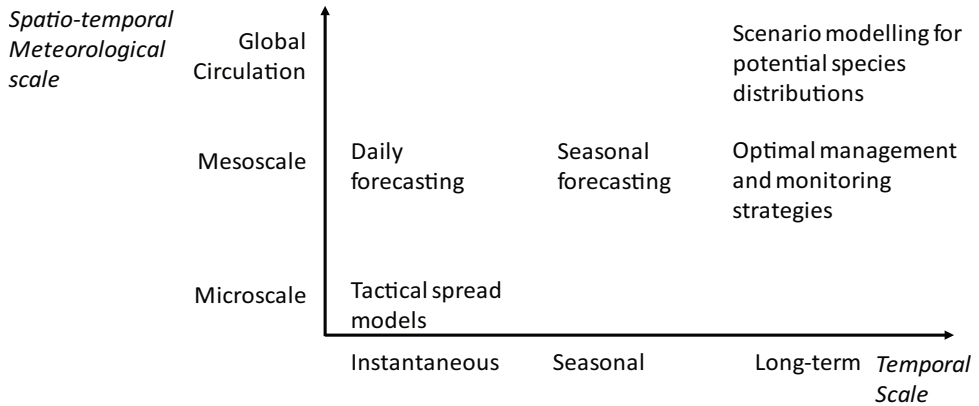 Spatio-temporal
Meteorological
scale
Global
Circulation
Scenario modelling for
potential species
distributions
Mesoscale
Daily
forecasting
Seasonal
forecasting
Optimal management
and monitoring
strategies
Microscale
Tactical spread
models
Instantaneous
Seasonal
Long-term
Temporal
Scale